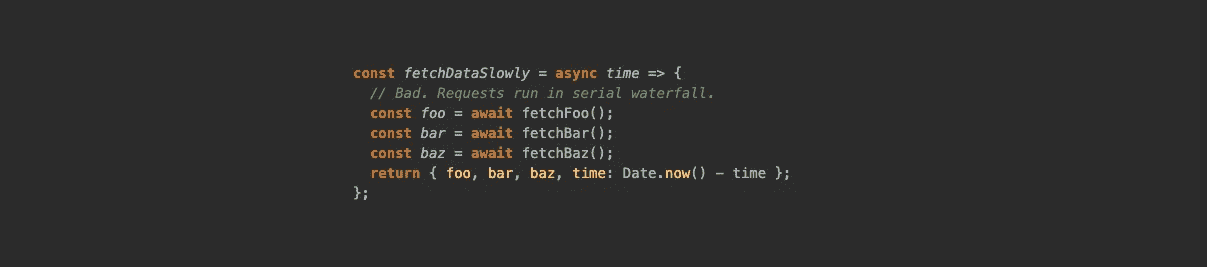 const fetchDataSlowly = async time => {
// Bad. Requests run in serial waterfall.
const foo = await fetchFoo();
const bar = await fetchBar();
const baz = await fetchBaz();
return { foo, bar, baz, time: Date.now() - time };
};